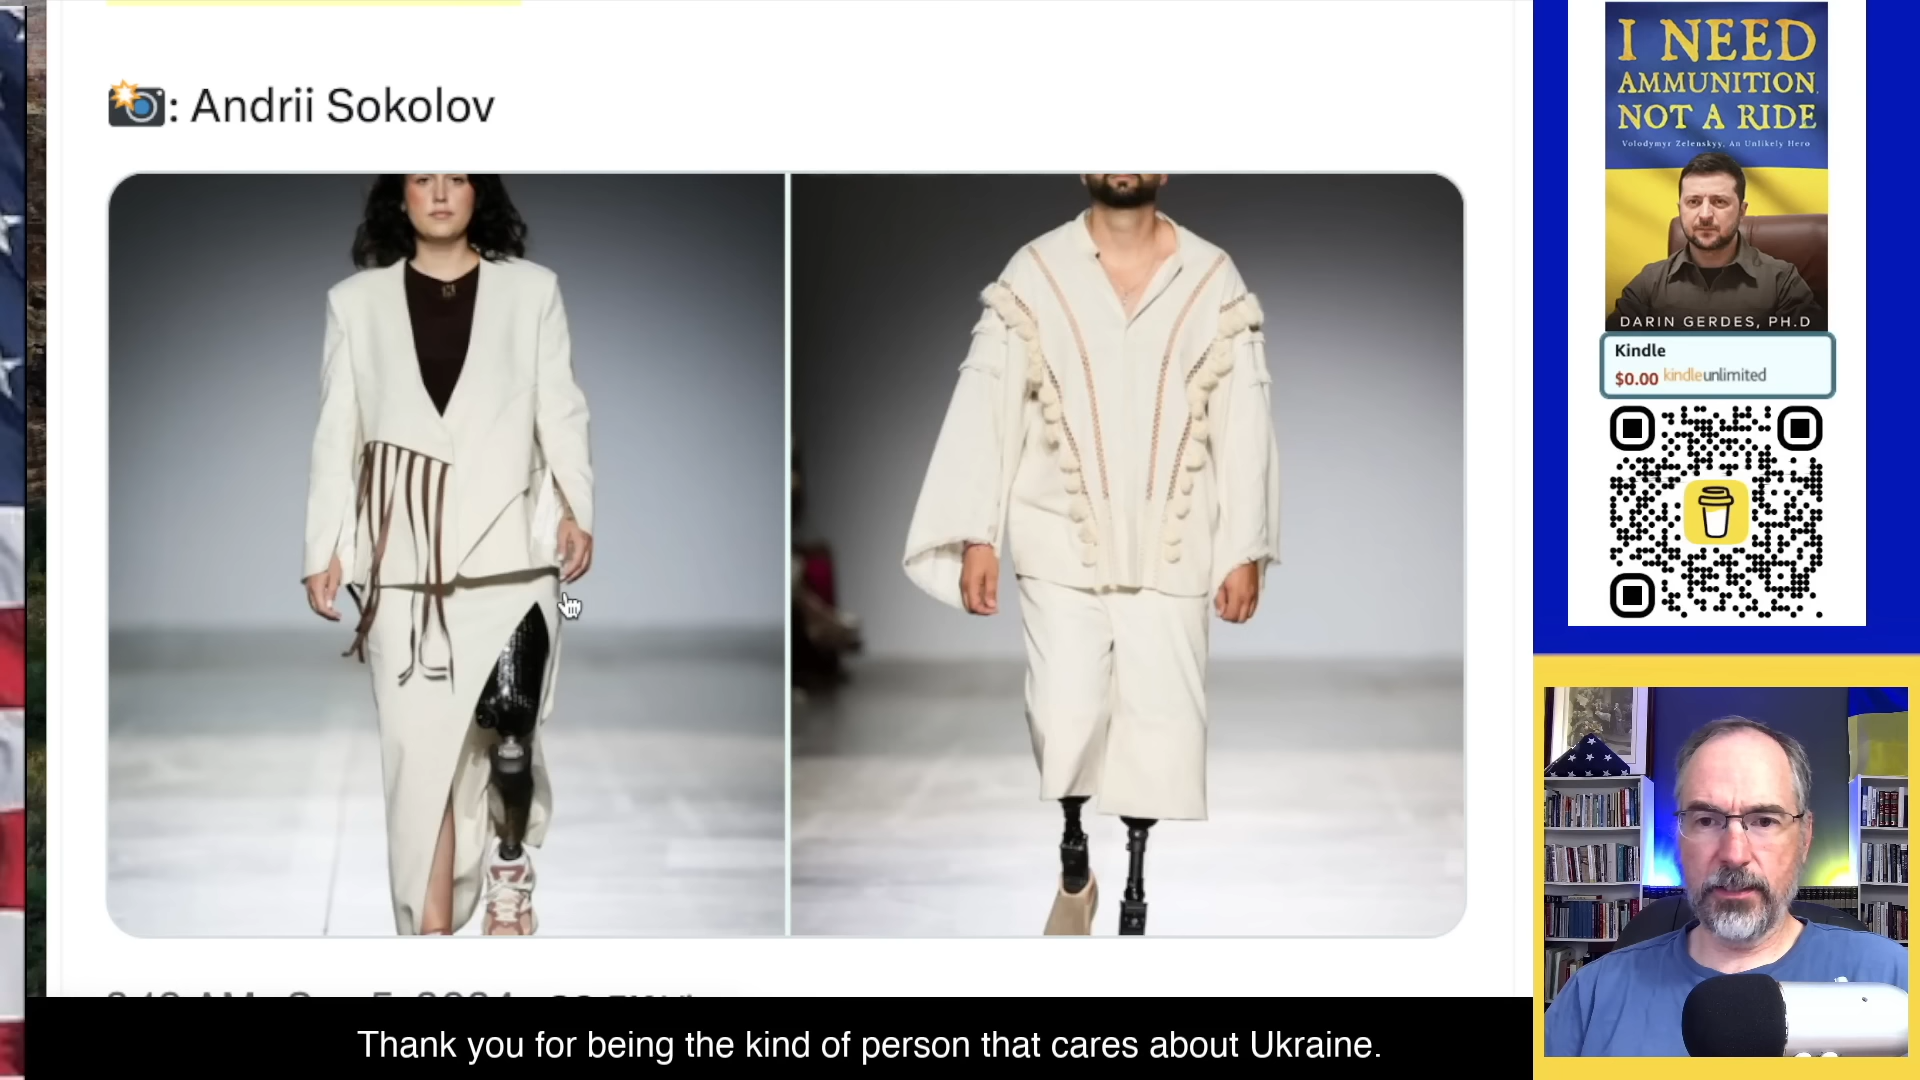 : Andrii Sokolov
I NEED
AMMUNITION,
NOT A RIDE
Volodymyr Zelenskyy, An Unlikely Hero
DARIN GERDES, PH.D
Kindle
$0.00 kindleunlimited
Thank you for being the kind of person that cares about Ukraine.